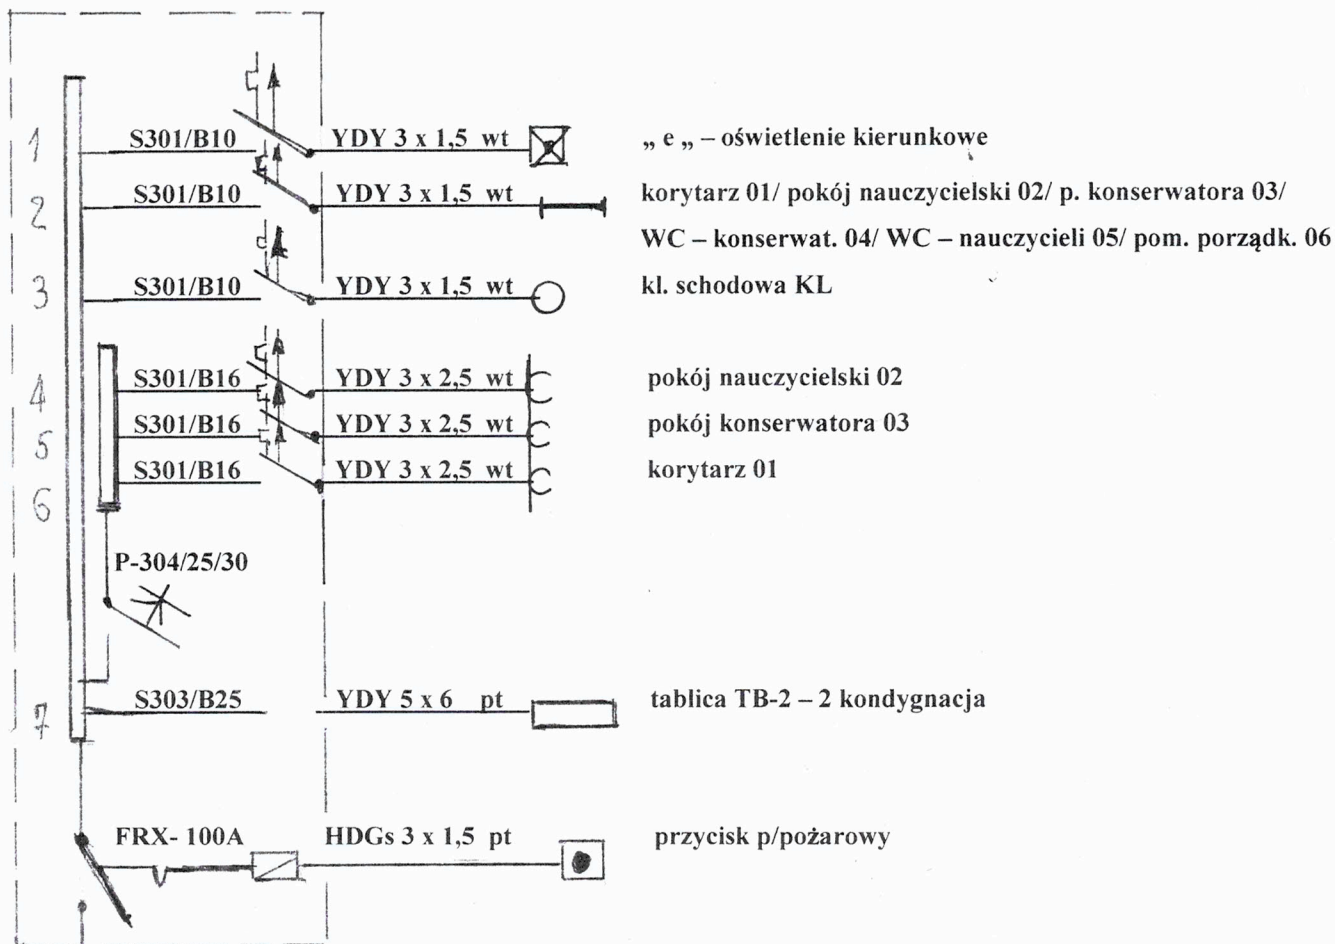 1 S301/B10 YDY 3 x 1,5 wt „ e „ – oświetlenie kierunkowe
2 S301/B10 YDY 3 x 1,5 wt korytarz 01/ pokój nauczycielski 02/ p. konserwatora 03/
WC – konserwat. 04/ WC – nauczycieli 05/ pom. porządk. 06
3 S301/B10 YDY 3 x 1,5 wt kl. schodowa KL
4 S301/B16 YDY 3 x 2,5 wt pokój nauczycielski 02
5 S301/B16 YDY 3 x 2,5 wt pokój konserwatora 03
6 S301/B16 YDY 3 x 2,5 wt korytarz 01
P-304/25/30
7 S303/B25 YDY 5 x 6 pt tablica TB-2 – 2 kondygnacja
FRX- 100A HDGs 3 x 1,5 pt przycisk p/pożarowy